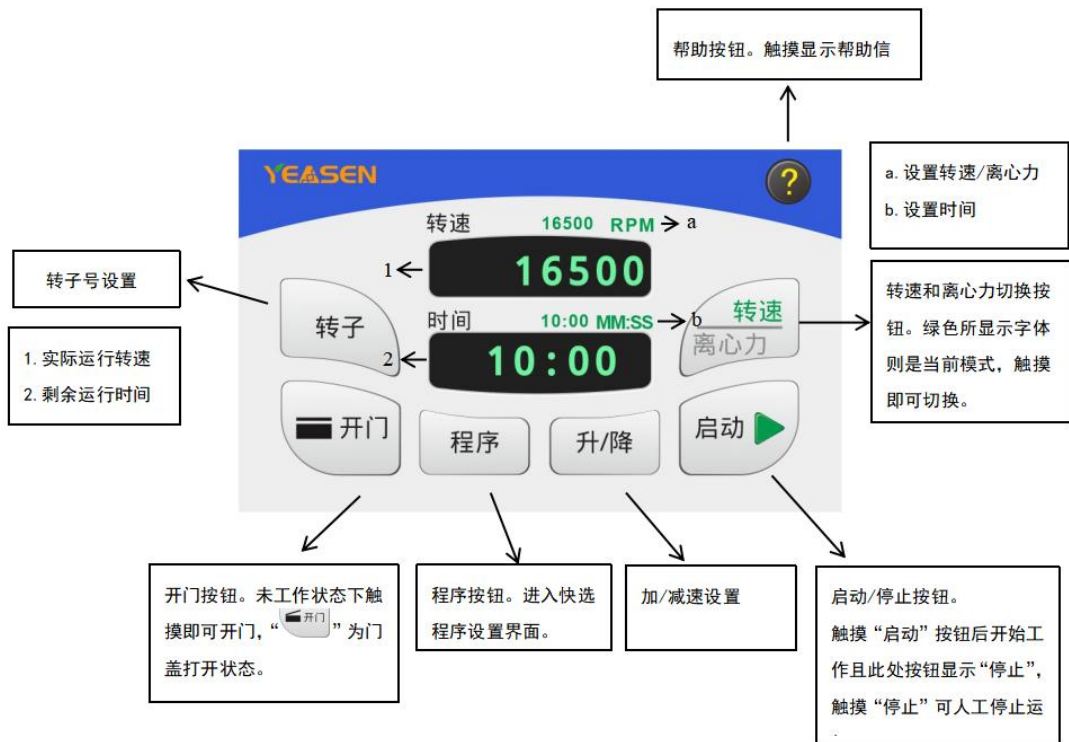 帮助按钮。触摸显示帮助信
YEASEN
?
a. 设置转速/离心力
b. 设置时间
转速 16500 RPM a
1 16500
转子号设置
转子
时间 10:00 MM:SS b
2 10:00
转速
离心力
转速和离心力切换按
钮。绿色所显示字体
则是当前模式，触摸
即可切换。
1. 实际运行转速
2. 剩余运行时间
开门
程序
升/降
启动
开门按钮。未工作状态下触
摸即可开门，“开门”为门
盖打开状态。
程序按钮。进入快选
程序设置界面。
加/减速设置
启动/停止按钮。
触摸“启动”按钮后开始工
作且此处按钮显示“停止”，
触摸“停止”可人工停止运